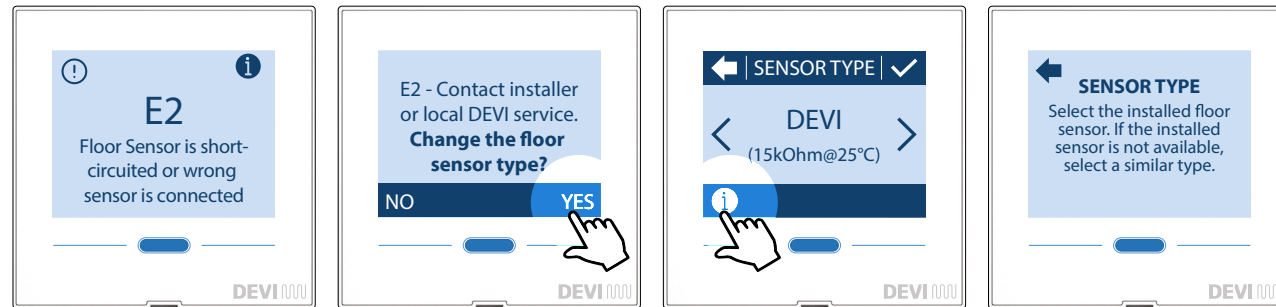 E2
Floor Sensor is short-
circuited or wrong
sensor is connected
DEVI
E2 - Contact installer
or local DEVI service.
Change the floor
sensor type?
NO YES
DEVI
SENSOR TYPE
DEVI
(15kOhm@25°C)
i
DEVI
SENSOR TYPE
Select the installed floor
sensor. If the installed
sensor is not available,
select a similar type.
DEVI